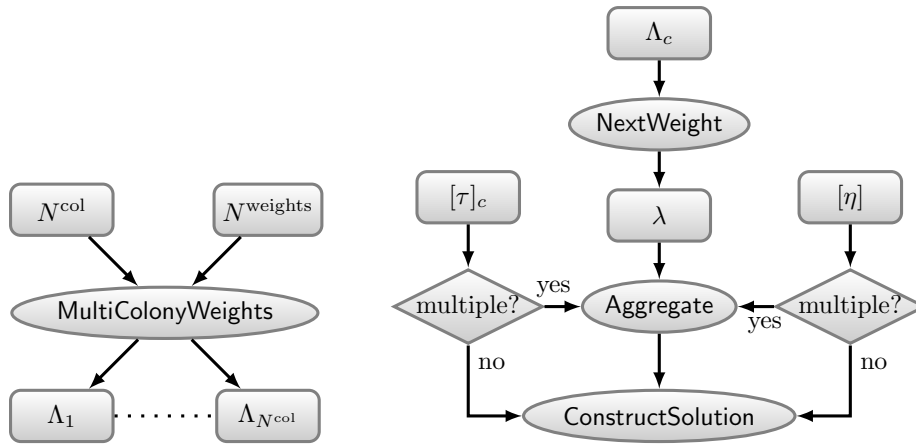 Λ_c
NextWeight
N^col
N^weights
[τ]_c
λ
[η]
MultiColonyWeights
multiple?
yes
Aggregate
yes
multiple?
no
no
Λ_1
Λ_{N^col}
ConstructSolution